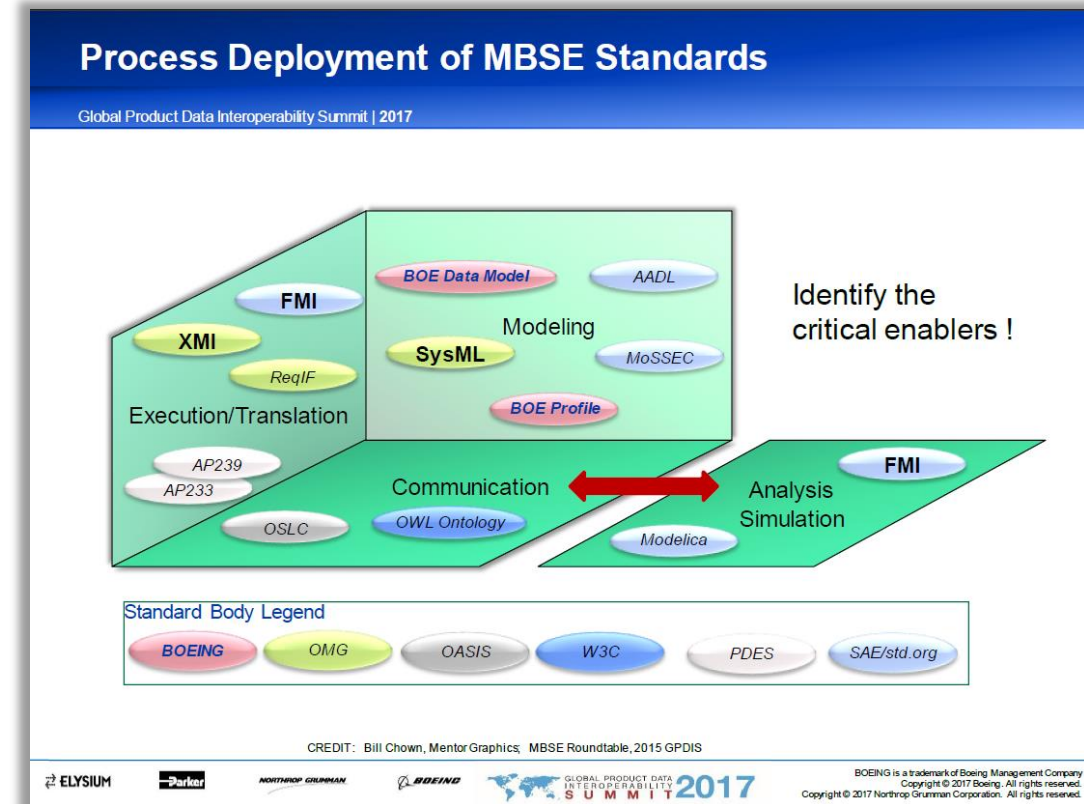 Process Deployment of MBSE Standards
Global Product Data Interoperability Summit | 2017
BOE Data Model
AADL
FMI
Modeling
XMI
SysML
MoSSEC
ReqIF
BOE Profile
Execution/Translation
Identify the
critical enablers !
AP239
AP233
Communication
OSLC
OWL Ontology
FMI
Analysis
Simulation
Modelica
Standard Body Legend
BOEING
OMG
OASIS
W3C
PDES
SAE/std.org
CREDIT: Bill Chown, Mentor Graphics; MBSE Roundtable, 2015 GPDIS
ELYSIUM
Parker
NORTHROP GRUMMAN
BOEING
GLOBAL PRODUCT DATA
INTEROPERABILITY
SUMMIT 2017
BOEING is a trademark of Boeing Management Company
Copyright © 2017 Boeing. All rights reserved.
Copyright © 2017 Northrop Grumman Corporation. All rights reserved.